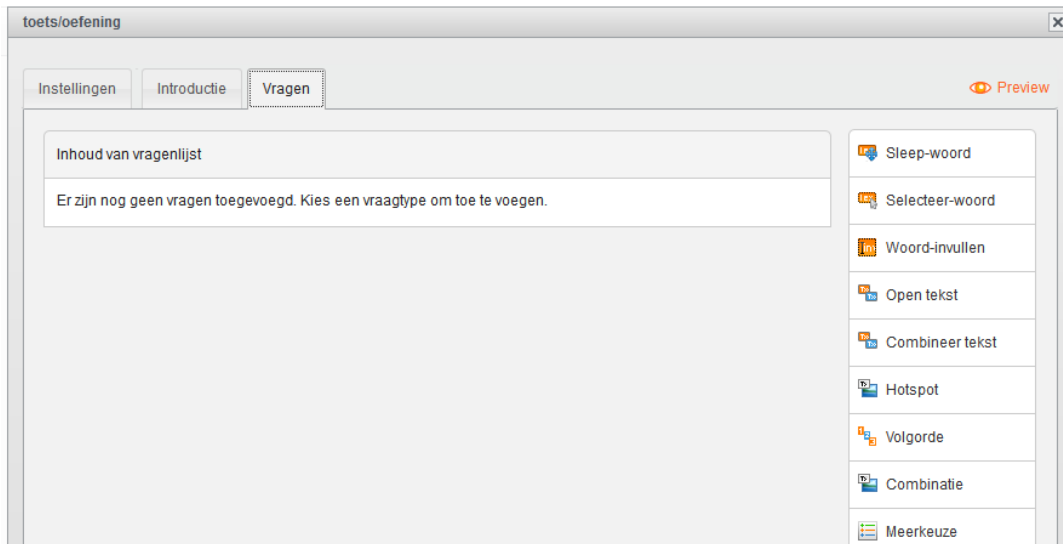 toets/oefening
Instellingen
Introductie
Vragen
Preview
Inhoud van vragenlijst
Er zijn nog geen vragen toegevoegd. Kies een vraagtype om toe te voegen.
Sleep-woord
Selecteer-woord
Woord-invullen
Open tekst
Combineer tekst
Hotspot
Volgorde
Combinatie
Meerkeuze